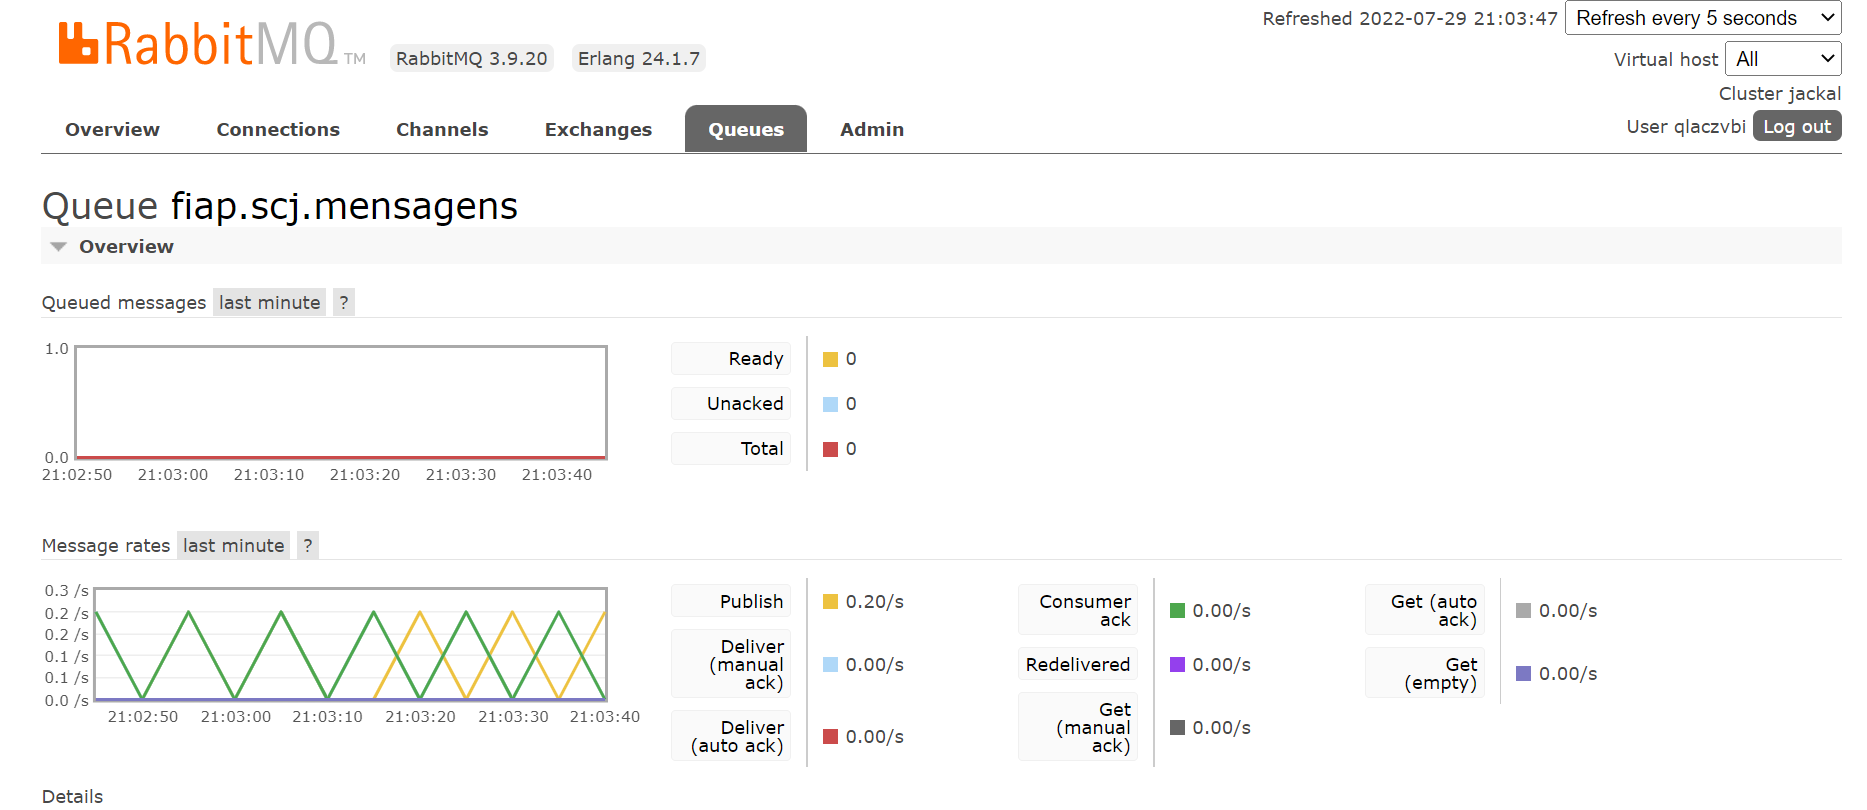 Refreshed 2022-07-29 21:03:47 Refresh every 5 seconds
RabbitMQ TM RabbitMQ 3.9.20 Erlang 24.1.7
Virtual host All
Cluster jackal
User qlaczvbi Log out
Overview Connections Channels Exchanges Queues Admin
Queue fiap.scj.mensagens
Overview
Queued messages last minute ?
1.0
0.0
21:02:50 21:03:00 21:03:10 21:03:20 21:03:30 21:03:40
Ready 0
Unacked 0
Total 0
Message rates last minute ?
0.3 /s
0.2 /s
0.2 /s
0.1 /s
0.1 /s
0.0 /s
21:02:50 21:03:00 21:03:10 21:03:20 21:03:30 21:03:40
Publish 0.20/s
Deliver
(manual 0.00/s
ack)
Deliver
(auto ack) 0.00/s
Consumer
ack 0.00/s
Redelivered 0.00/s
Get
(manual 0.00/s
ack)
Get (auto
ack) 0.00/s
Get
(empty) 0.00/s
Details